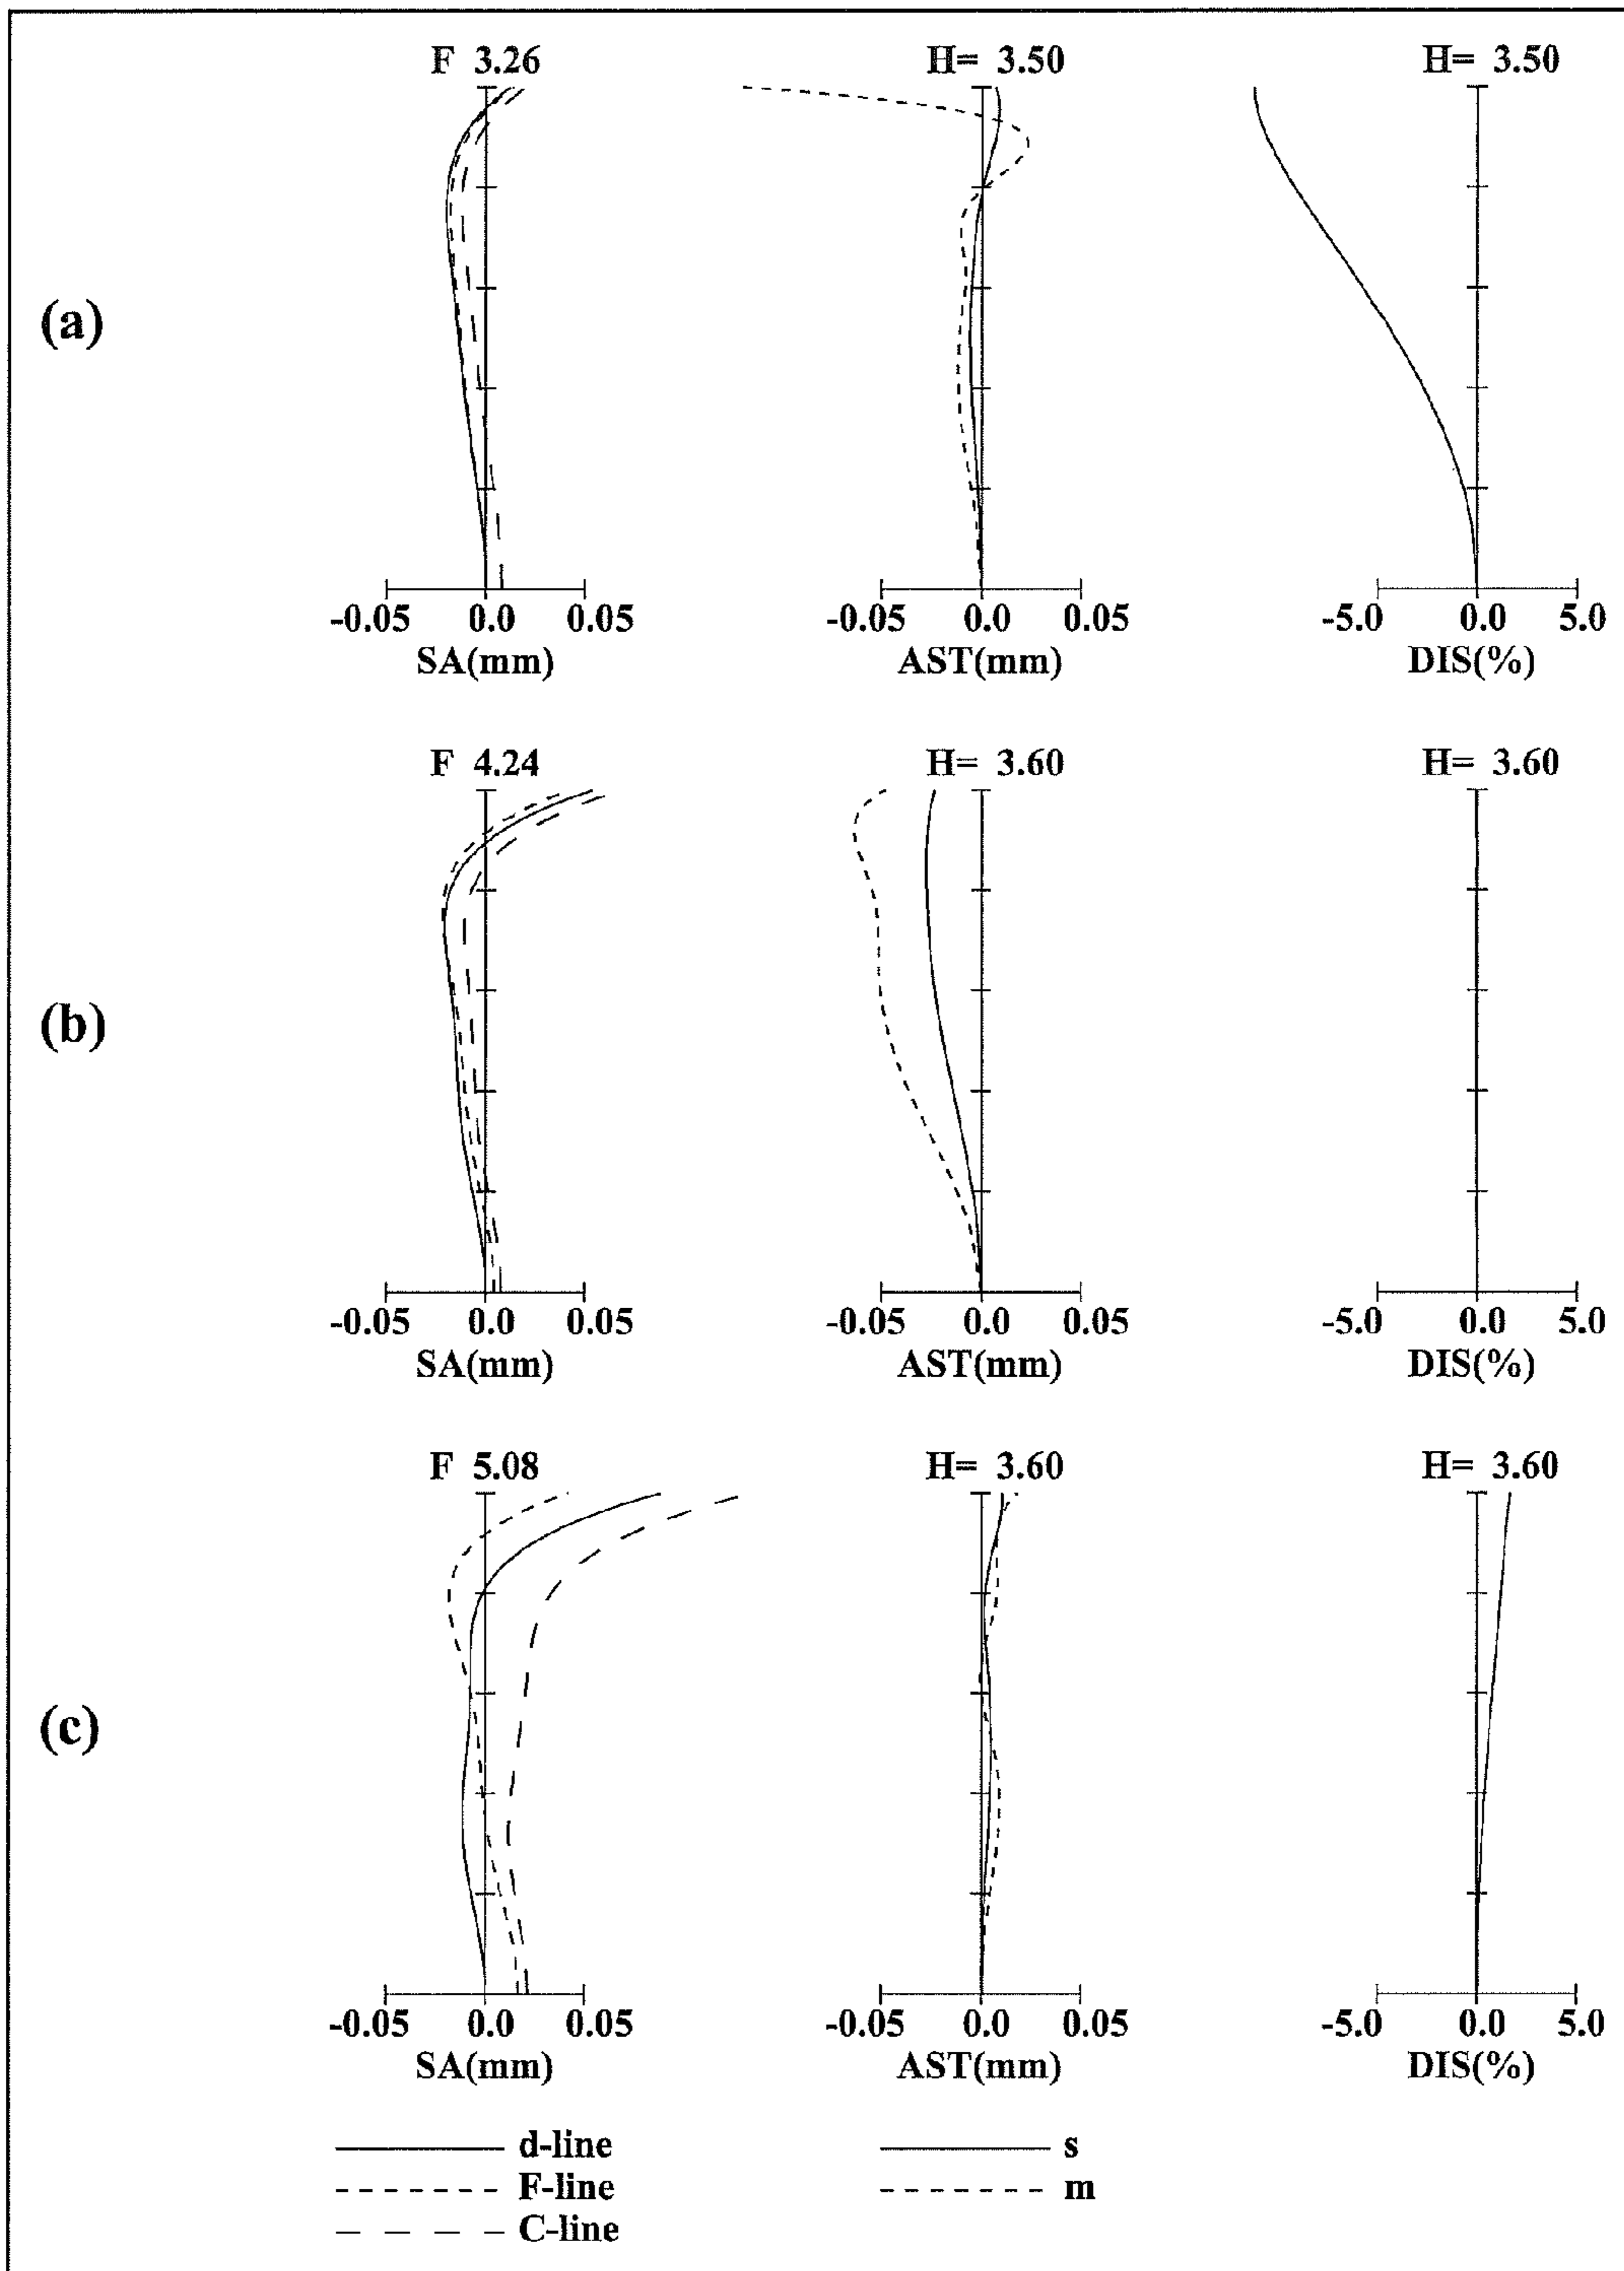 (a)
F 3.26
H= 3.50
H= 3.50
-0.05 0.0 0.05
-0.05 0.0 0.05
-5.0 0.0 5.0
SA(mm)
AST(mm)
DIS(%)
(b)
F 4.24
H= 3.60
H= 3.60
-0.05 0.0 0.05
-0.05 0.0 0.05
-5.0 0.0 5.0
SA(mm)
AST(mm)
DIS(%)
(c)
F 5.08
H= 3.60
H= 3.60
-0.05 0.0 0.05
-0.05 0.0 0.05
-5.0 0.0 5.0
SA(mm)
AST(mm)
DIS(%)
d-line
F-line
C-line
s
m